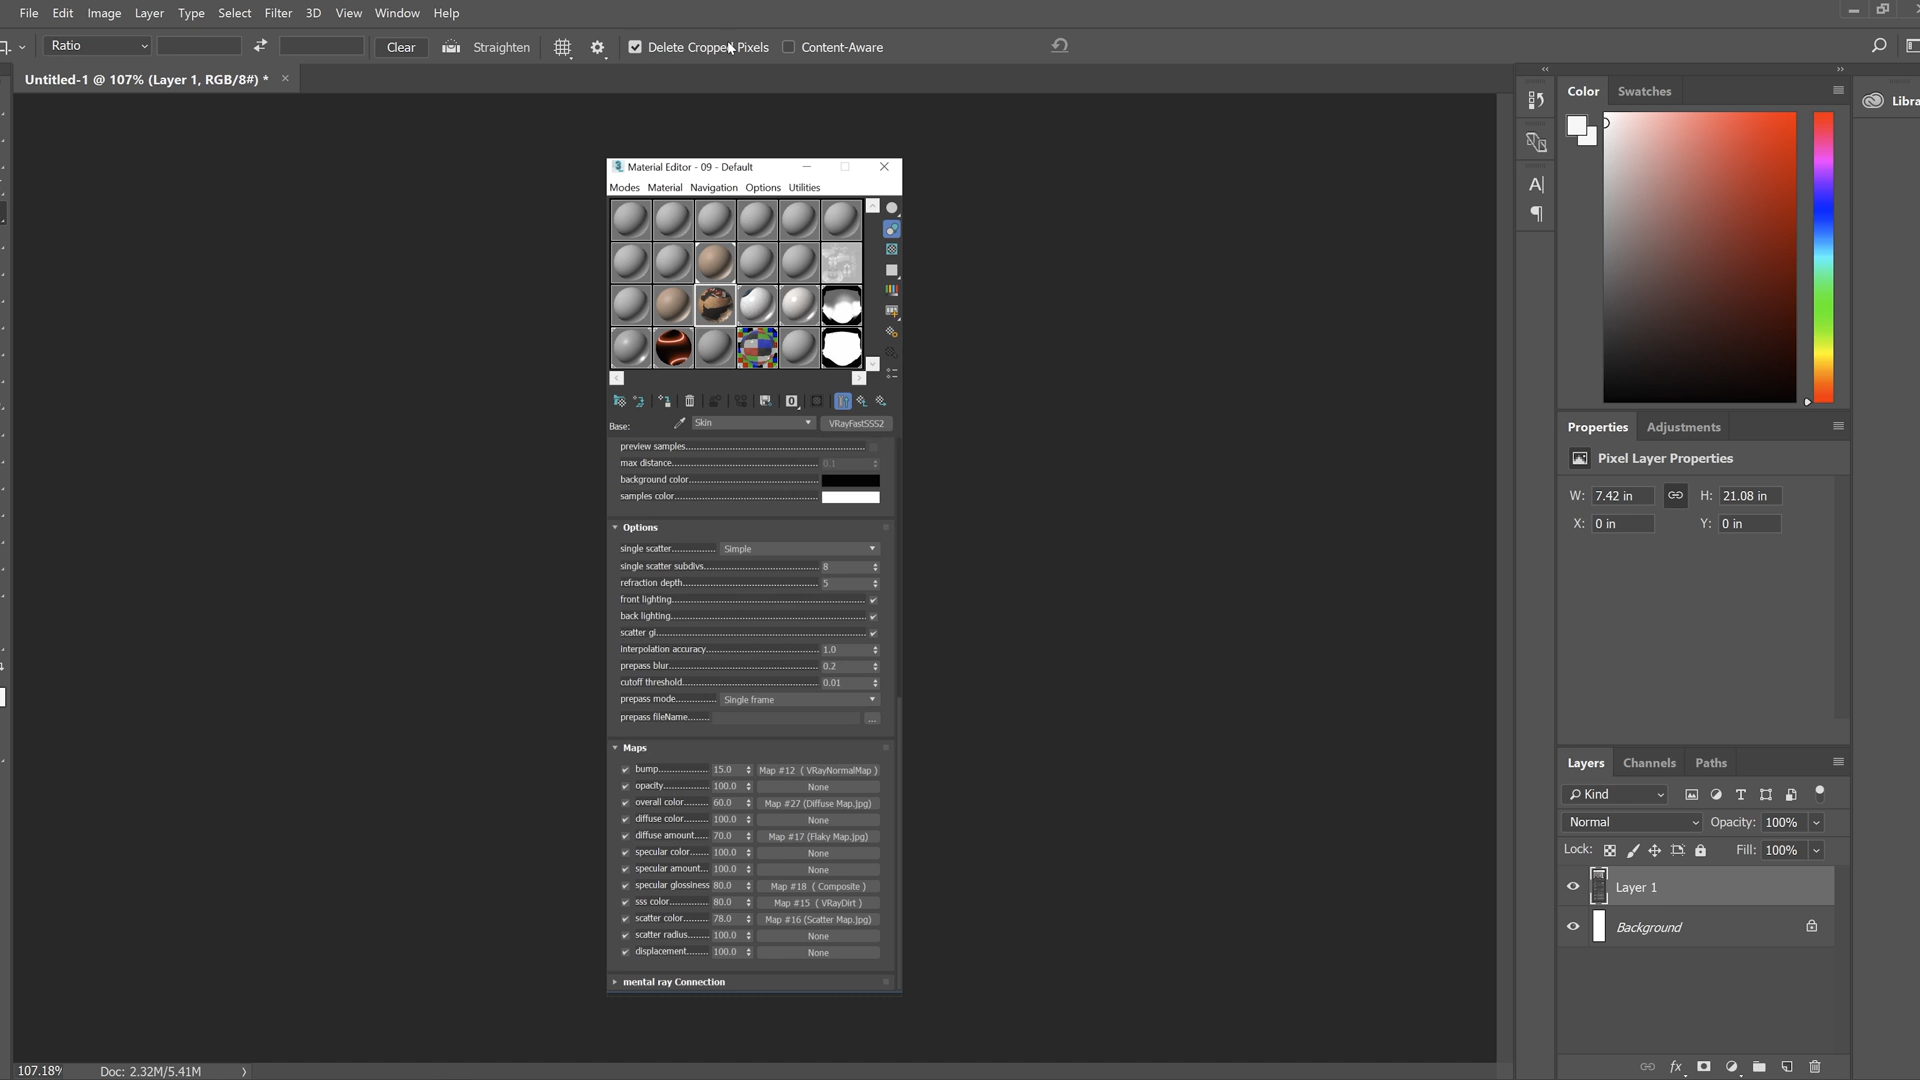 File Edit Image Layer Type Select Filter 3D View Window Help
Ratio Clear Straighten Delete Cropped Pixels Content-Aware
Untitled-1 @ 107% (Layer 1, RGB/8#) * ×
Material Editor - 09 - Default
Modes Material Navigation Options Utilities
Base: Skin VRayFastSSS2
preview samples
max distance 0.1
background color
samples color
Options
single scatter Simple
single scatter subdivs 8
refraction depth 5
front lighting
back lighting
scatter gi
interpolation accuracy 1.0
prepass blur 0.2
cutoff threshold 0.01
prepass mode Single frame
prepass fileName ...
Maps
bump 15.0 Map #12 ( VRayNormalMap )
opacity 100.0 None
overall color 60.0 Map #27 (Diffuse Map.jpg)
diffuse color 100.0 None
diffuse amount 70.0 Map #17 (Flaky Map.jpg)
specular color 100.0 None
specular amount 100.0 None
specular glossiness 80.0 Map #18 ( Composite )
sss color 80.0 Map #15 ( VRayDirt )
scatter color 78.0 Map #16 (Scatter Map.jpg)
scatter radius 100.0 None
displacement 100.0 None
mental ray Connection
107.18% Doc: 2.32M/5.41M
Color Swatches
Libra
Properties Adjustments
Pixel Layer Properties
W: 7.42 in H: 21.08 in
X: 0 in Y: 0 in
Layers Channels Paths
Kind
Normal Opacity: 100%
Lock: Fill: 100%
Layer 1
Background